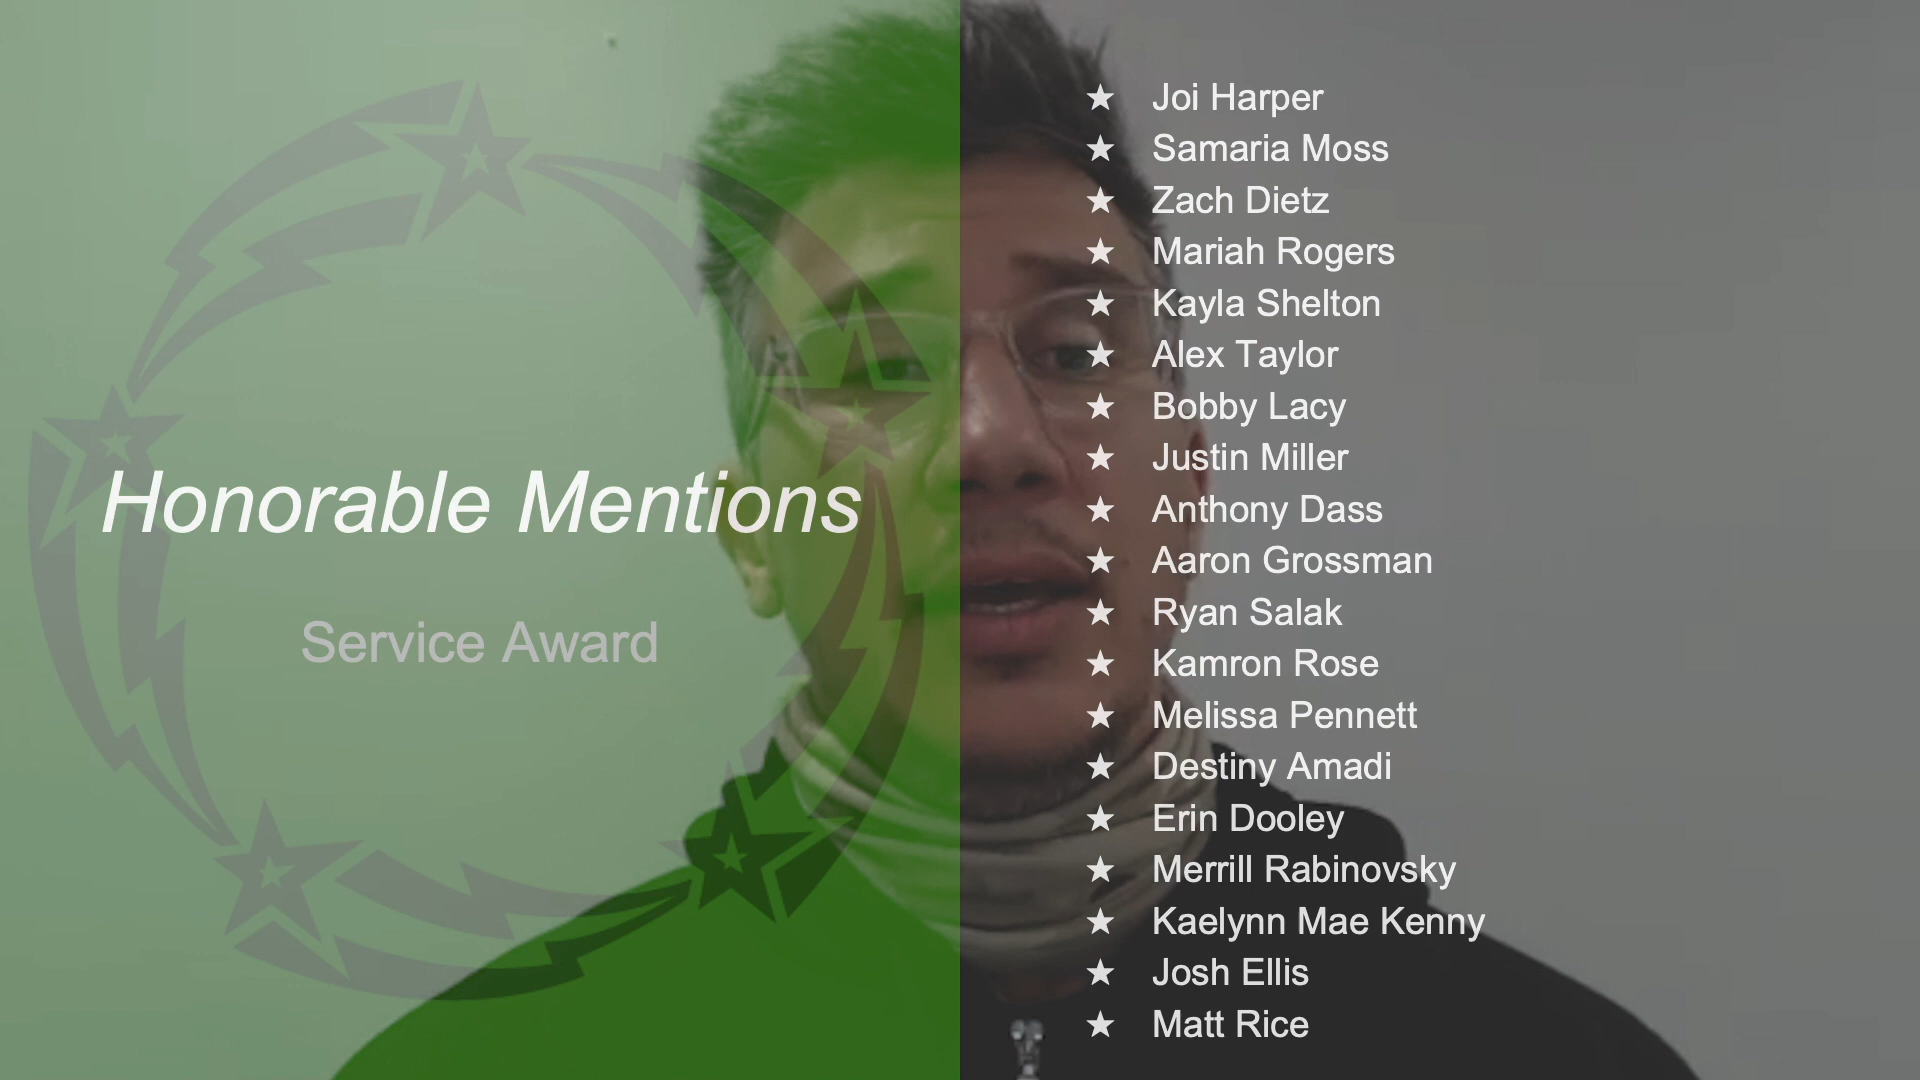 Honorable Mentions
Service Award
★ Joi Harper
★ Samaria Moss
★ Zach Dietz
★ Mariah Rogers
★ Kayla Shelton
★ Alex Taylor
★ Bobby Lacy
★ Justin Miller
★ Anthony Dass
★ Aaron Grossman
★ Ryan Salak
★ Kamron Rose
★ Melissa Pennett
★ Destiny Amadi
★ Erin Dooley
★ Merrill Rabinovsky
★ Kaelynn Mae Kenny
★ Josh Ellis
★ Matt Rice